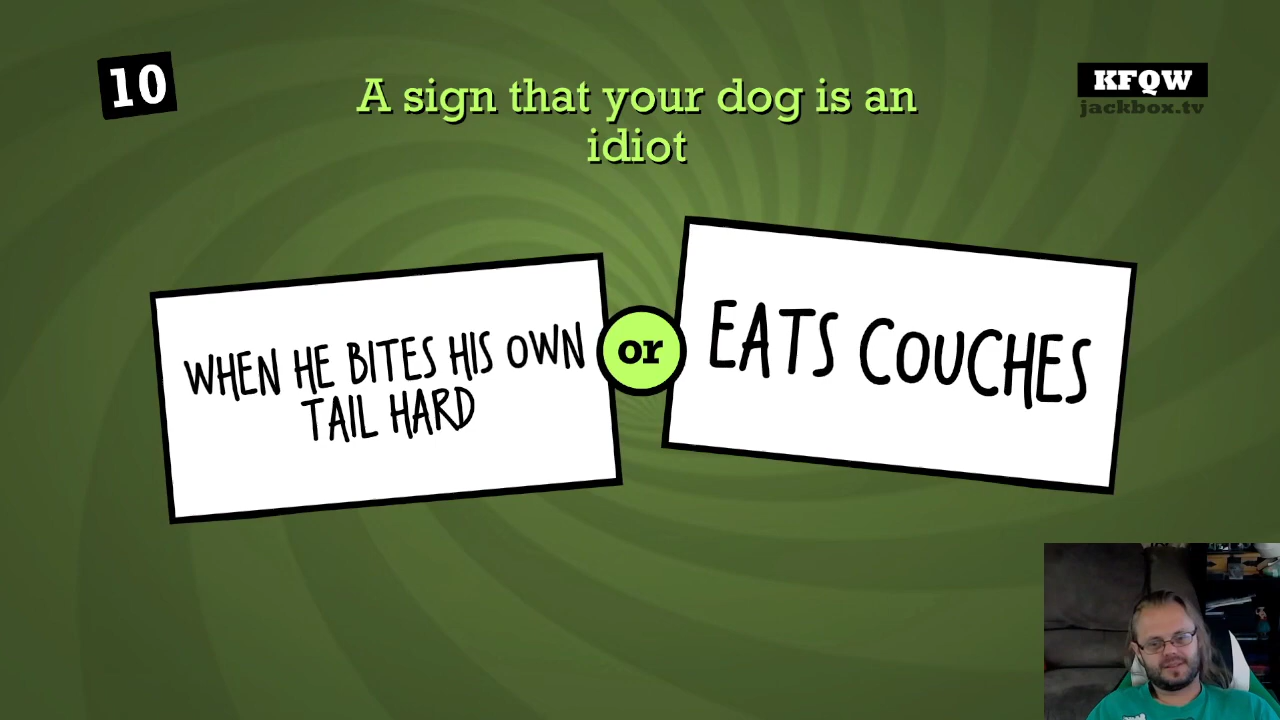 10
A sign that your dog is an
idiot
KFQW
jackbox.tv
WHEN HE BITES HIS OWN
TAIL HARD
or
EATS COUCHES